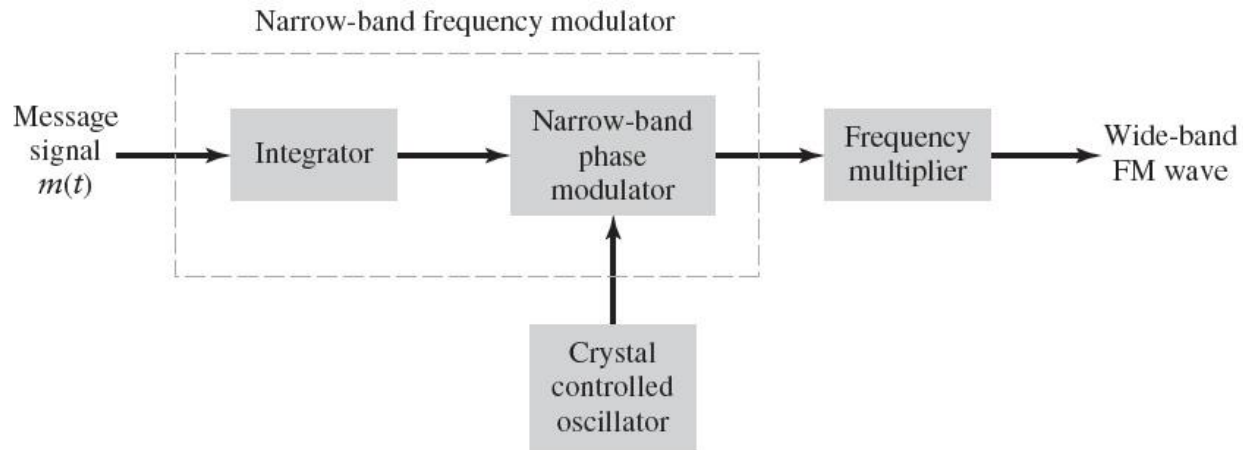 Narrow-band frequency modulator
Message
signal
m(t)
Integrator
Narrow-band
phase
modulator
Frequency
multiplier
Wide-band
FM wave
Crystal
controlled
oscillator